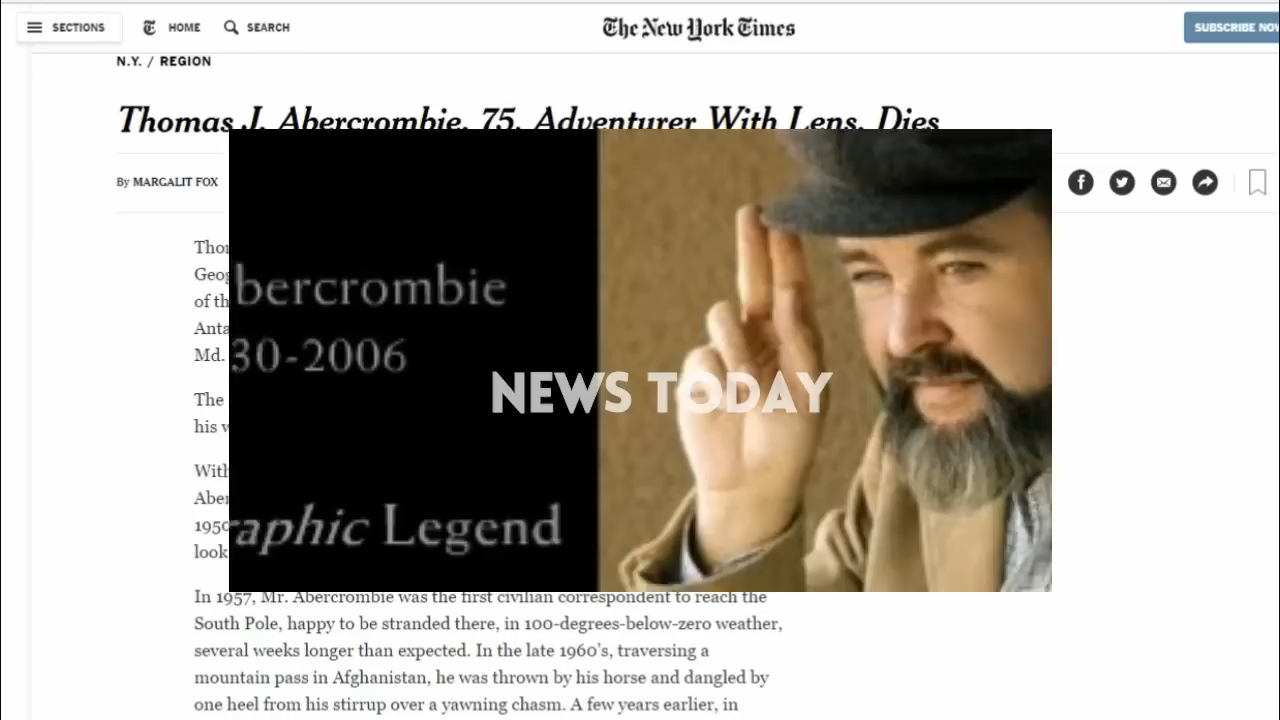 SECTIONS HOME SEARCH The New York Times SUBSCRIBE NOW
N.Y. / REGION
Thomas J. Abercrombie, 75, Adventurer With Lens, Dies
By MARGALIT FOX
bercrombie
30-2006
NEWS TODAY
raphic Legend
of th
Md.
The
his w
With
Aber
1950
look
In 1957, Mr. Abercrombie was the first civilian correspondent to reach the
South Pole, happy to be stranded there, in 100-degrees-below-zero weather,
several weeks longer than expected. In the late 1960's, traversing a
mountain pass in Afghanistan, he was thrown by his horse and dangled by
one heel from his stirrup over a yawning chasm. A few years earlier, in